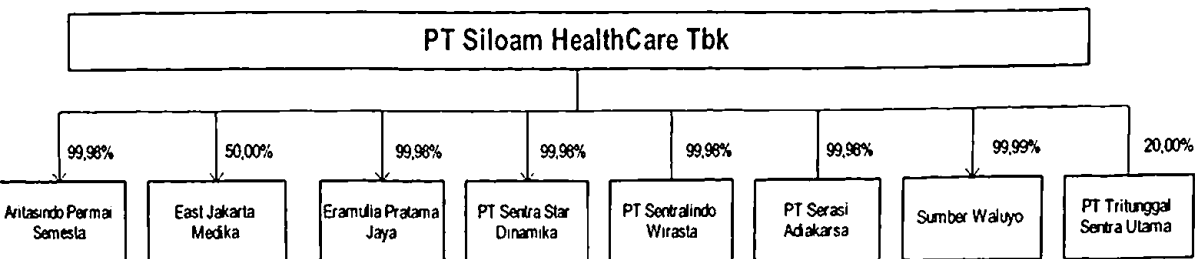 PT Siloam HealthCare Tbk
99,98%
50,00%
99,98%
99,98%
99,98%
99,98%
99,99%
20,00%
Aritasindo Permai
Semesta
East Jakarta
Medika
Eramulia Pratama
Jaya
PT Sentra Star
Dinamika
PT Sentralindo
Wirasta
PT Serasi
Adiakarsa
Sumber Waluyo
PT Tritunggal
Sentra Utama